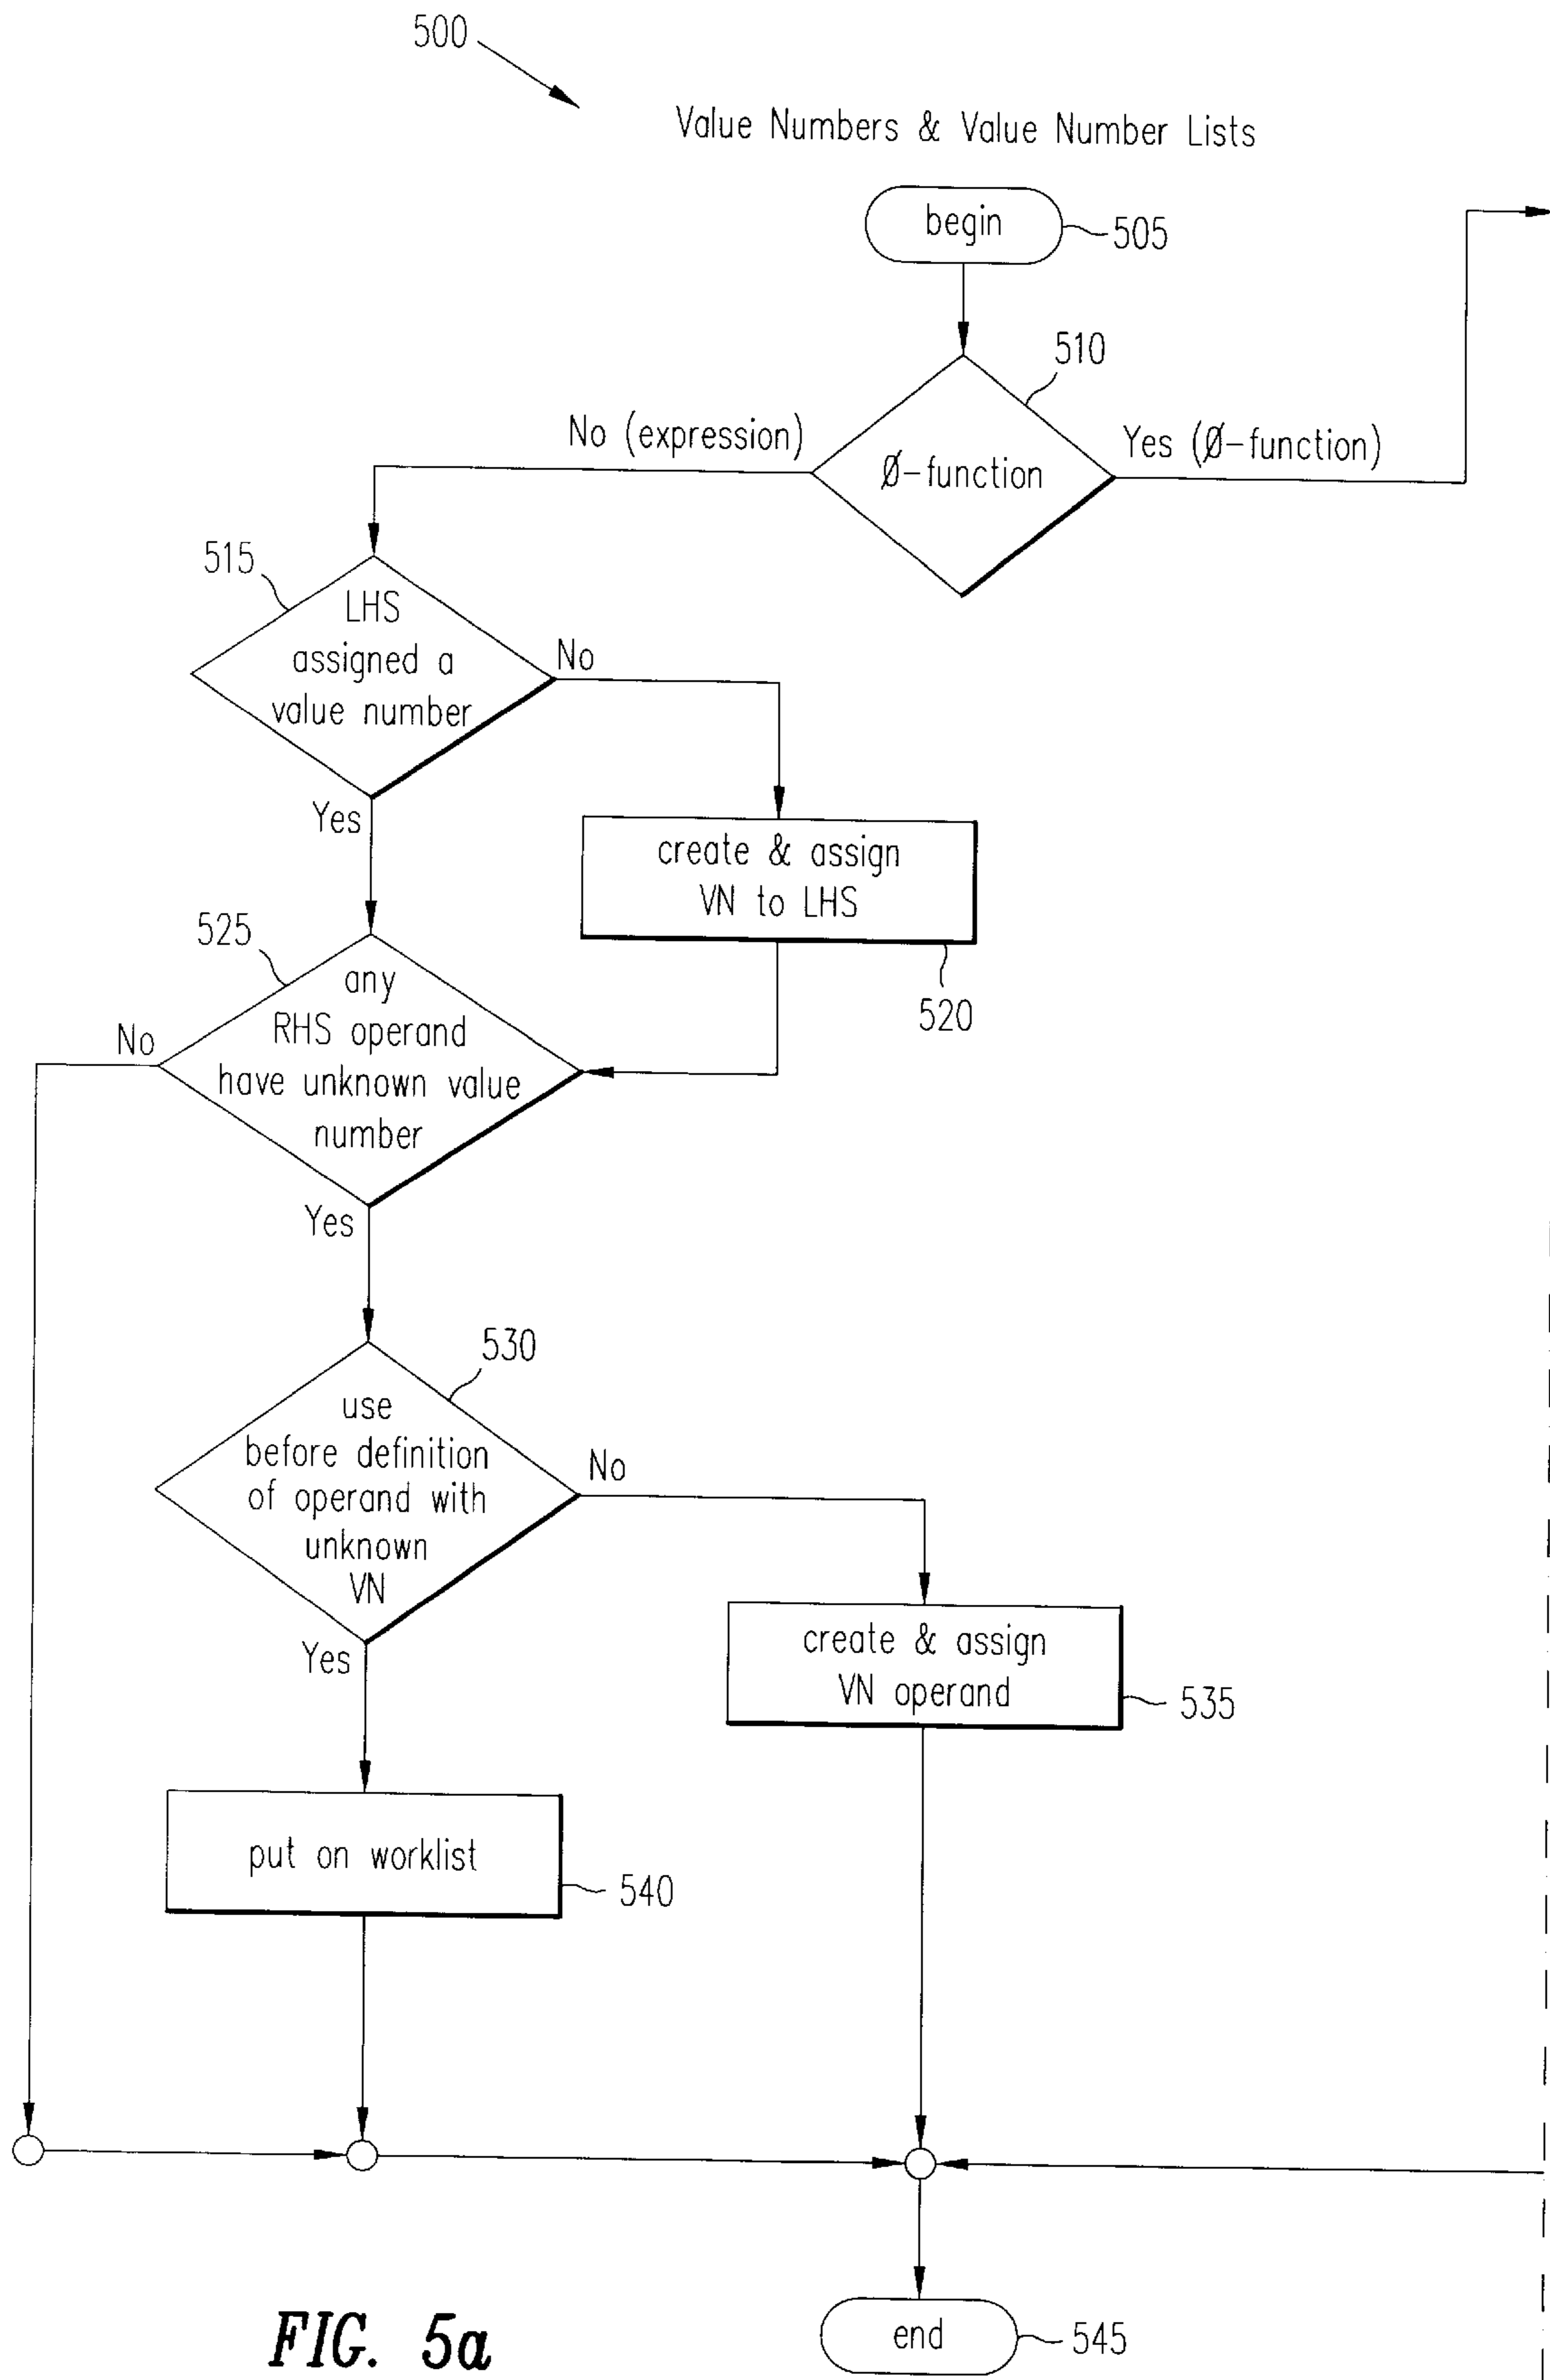 500
Value Numbers & Value Number Lists
begin
505
510
No (expression)
Ø-function
Yes (Ø-function)
515
LHS
assigned a
value number
No
Yes
create & assign
VN to LHS
520
525
any
RHS operand
have unknown value
number
No
Yes
530
use
before definition
of operand with
unknown
VN
No
Yes
create & assign
VN operand
535
put on worklist
540
end
545
FIG. 5a